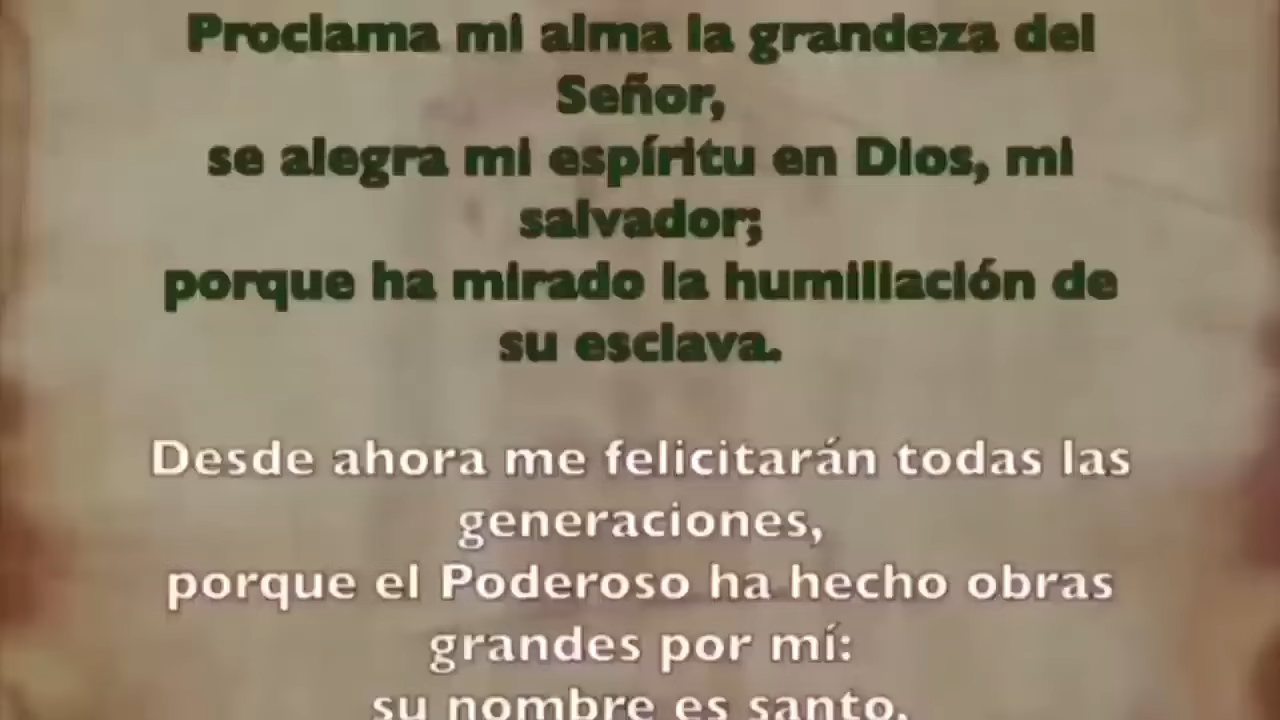 Proclama mi alma la grandeza del
Señor,
se alegra mi espíritu en Dios, mi
salvador;
porque ha mirado la humillación de
su esclava.
Desde ahora me felicitarán todas las
generaciones,
porque el Poderoso ha hecho obras
grandes por mí:
su nombre es santo,